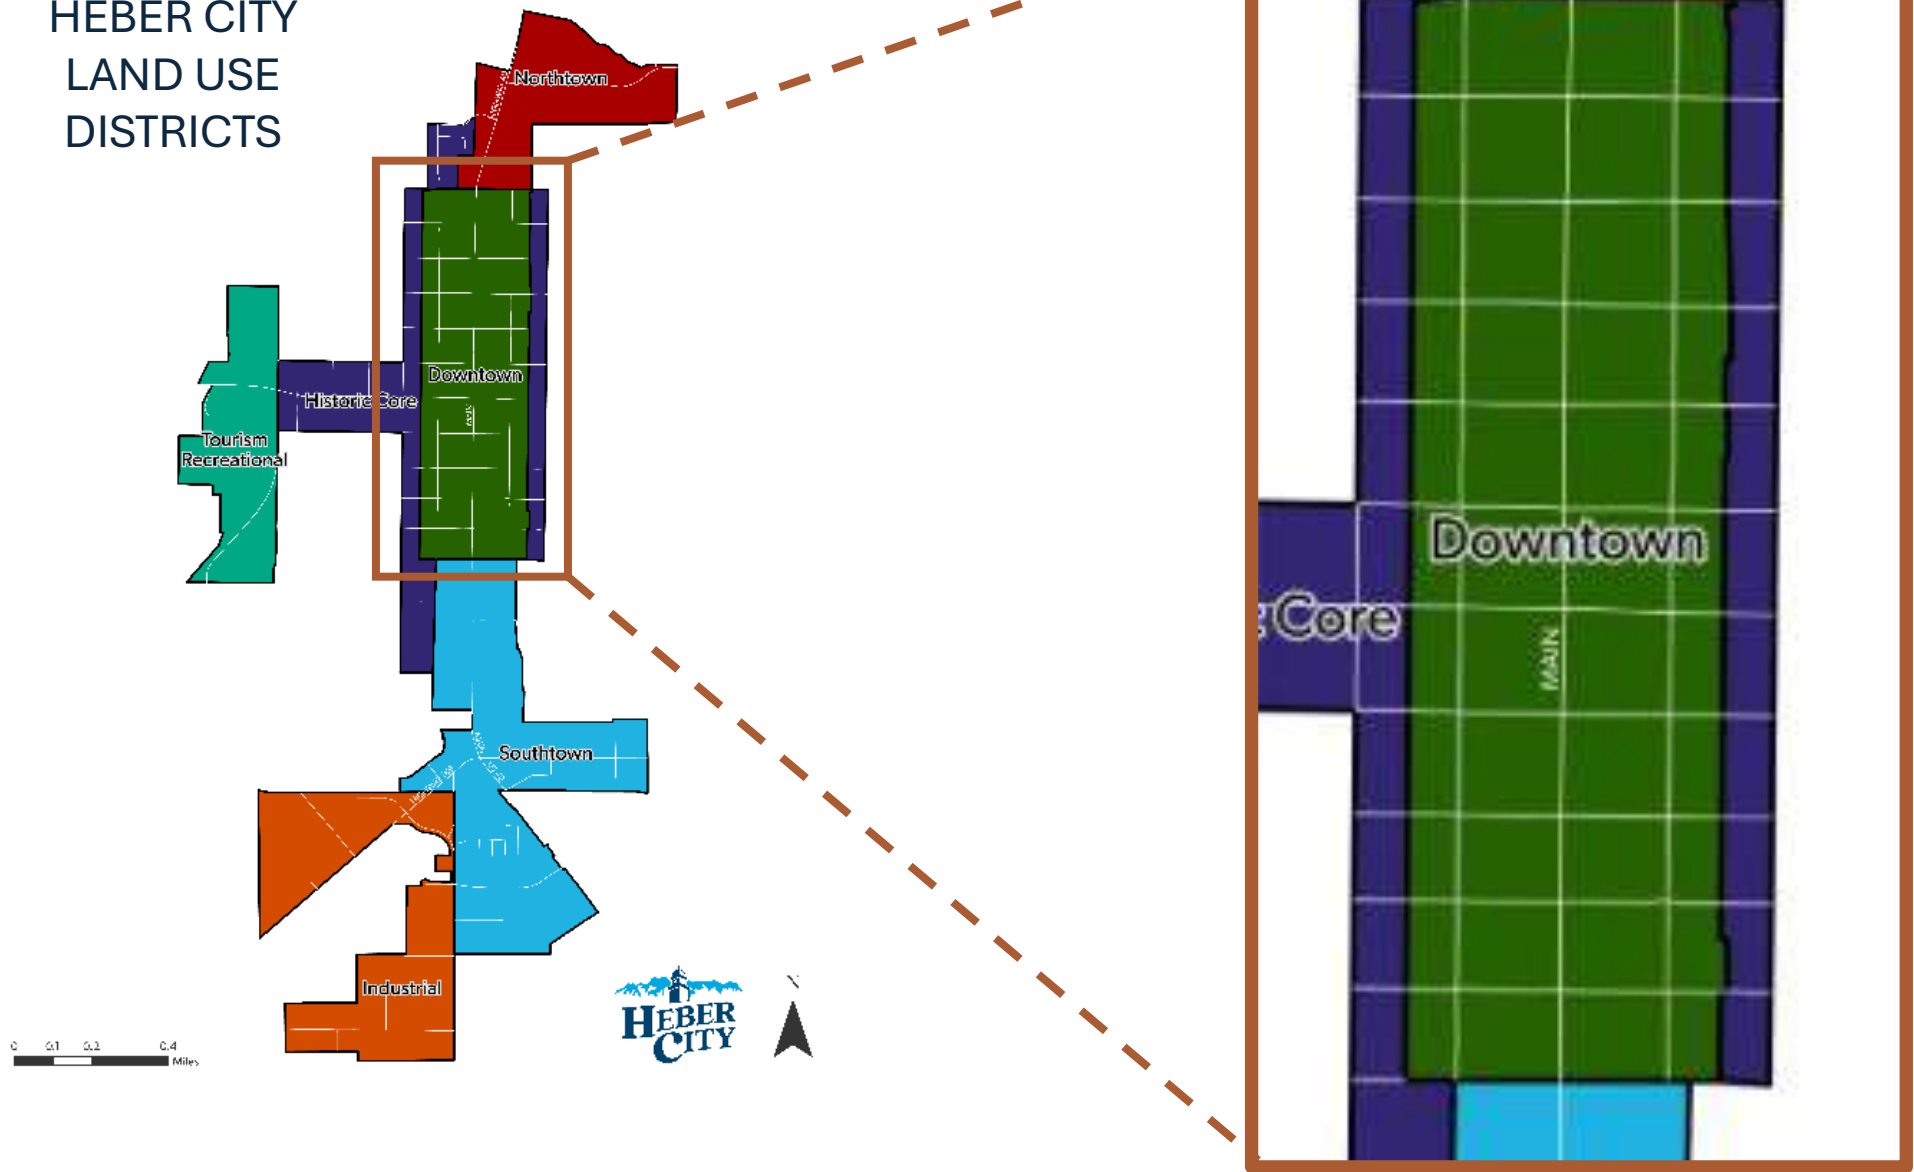 HEBER CITY
LAND USE
DISTRICTS
Northtown
Downtown
Historic Core
MAIN
Tourism
Recreational
Southtown
Industrial
HEBER
CITY
N
0 0.1 0.2 0.4
Miles
Downtown
Core
MAIN